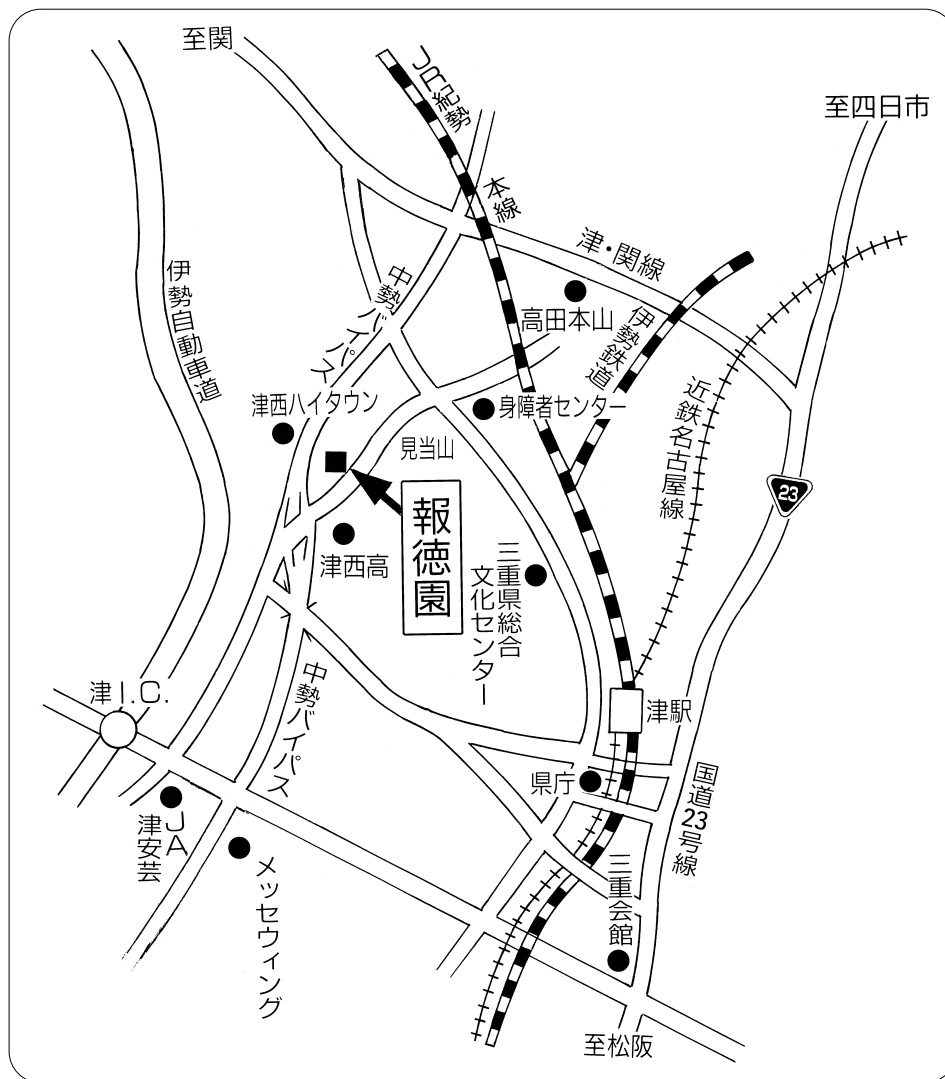 至関
JR紀勢
本線
至四日市
津・関線
中勢バイパス
伊勢自動車道
高田本山
伊勢鉄道
近鉄名古屋線
津西ハイタウン
身障者センター
見当山
23
報徳園
津西高
三重県総合
文化センター
津I.C.
中勢バイパス
津駅
県庁
国道23号線
JA
津安芸
メッセウィング
三重会館
至松阪